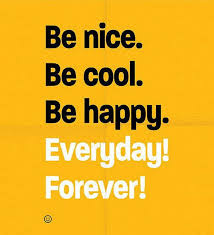 Be nice.
Be cool.
Be happy.
Everyday!
Forever!